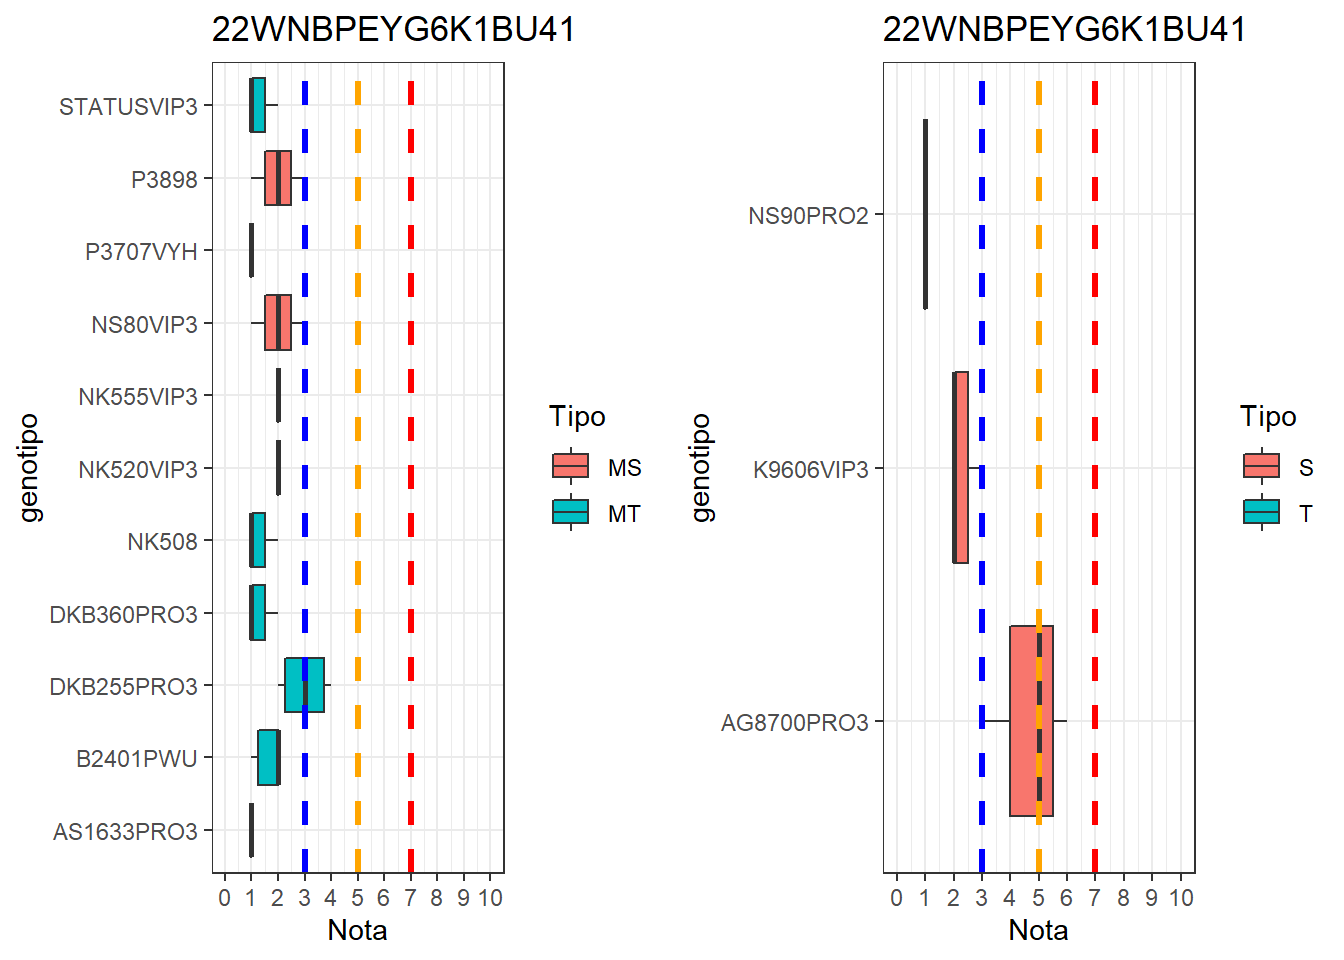 22WNBPEYG6K1BU41
STATUSVIP3
P3898
P3707VYH
NS80VIP3
NK555VIP3
NK520VIP3
NK508
DKB360PRO3
DKB255PRO3
B2401PWU
AS1633PRO3
genotipo
0 1 2 3 4 5 6 7 8 9 10
Nota
Tipo
MS
MT
22WNBPEYG6K1BU41
NS90PRO2
K9606VIP3
AG8700PRO3
genotipo
0 1 2 3 4 5 6 7 8 9 10
Nota
Tipo
S
T